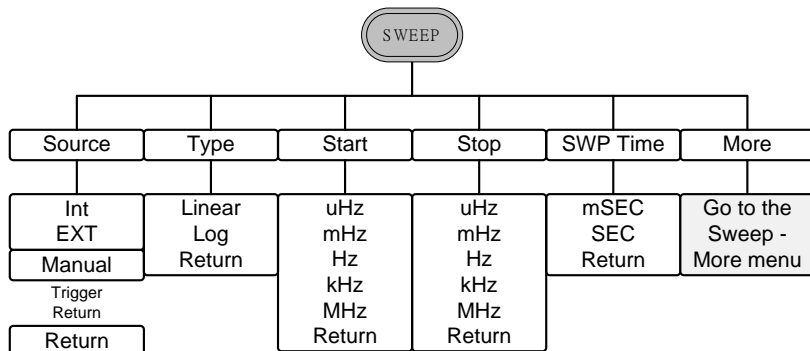 SWEEP
Source
Type
Start
Stop
SWP Time
More
Int
EXT
Manual
Trigger
Return
Return
Linear
Log
Return
uHz
mHz
Hz
kHz
MHz
Return
uHz
mHz
Hz
kHz
MHz
Return
mSEC
SEC
Return
Go to the
Sweep -
More menu